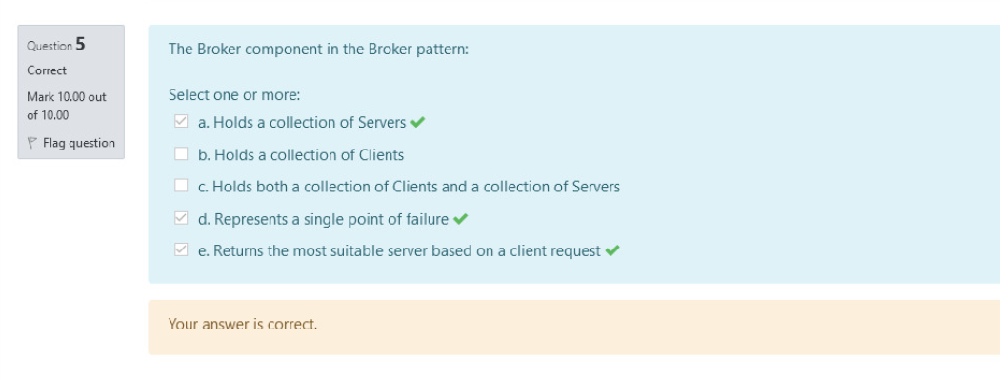 Question 5
Correct
Mark 10.00 out
of 10.00
Flag question
The Broker component in the Broker pattern:
Select one or more:
a. Holds a collection of Servers
b. Holds a collection of Clients
c. Holds both a collection of Clients and a collection of Servers
d. Represents a single point of failure
e. Returns the most suitable server based on a client request
Your answer is correct.